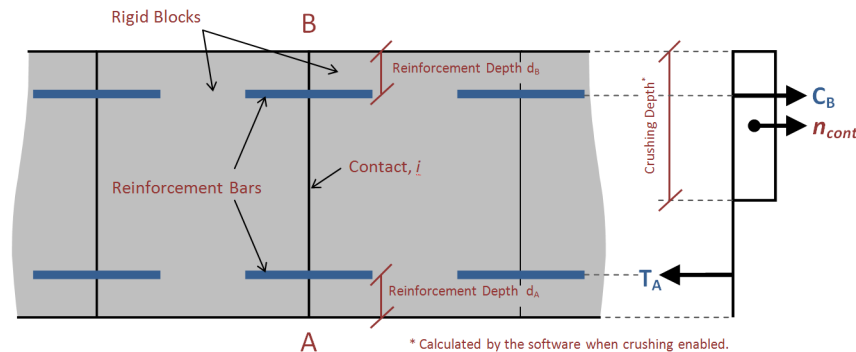 Rigid Blocks
B
Reinforcement Depth d_B
Crushing Depth*
C_B
n_cont
Contact, i
Reinforcement Bars
T_A
Reinforcement Depth d_A
A
* Calculated by the software when crushing enabled.